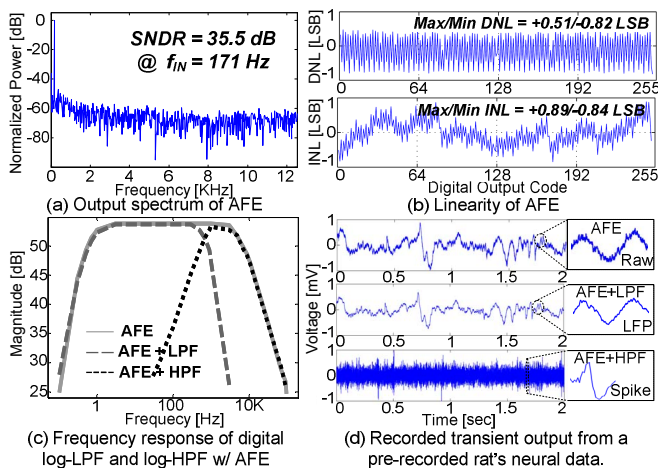 Normalized Power [dB]
0
-20
-40
-60
-80
SNDR = 35.5 dB
@ fIN = 171 Hz
0 2 4 6 8 10 12
Frequency [KHz]
(a) Output spectrum of AFE
DNL [LSB]
1
0
-1
Max/Min DNL = +0.51/-0.82 LSB
0 64 128 192 255
INL [LSB]
1
0
-1
Max/Min INL = +0.89/-0.84 LSB
0 64 128 192 255
Digital Output Code
(b) Linearity of AFE
Magnitude [dB]
50
45
40
35
30
25
AFE
AFE + LPF
AFE + HPF
1 100 10K
Frequecy [Hz]
(c) Frequency response of digital
log-LPF and log-HPF w/ AFE
Voltage [mV]
1
0
-1
0 0.5 1 1.5 2
AFE
Raw
1
0
-1
0 0.5 1 1.5 2
AFE+LPF
LFP
1
0
-1
0 0.5 1 1.5 2
AFE+HPF
Spike
Time [sec]
(d) Recorded transient output from a
pre-recorded rat's neural data.